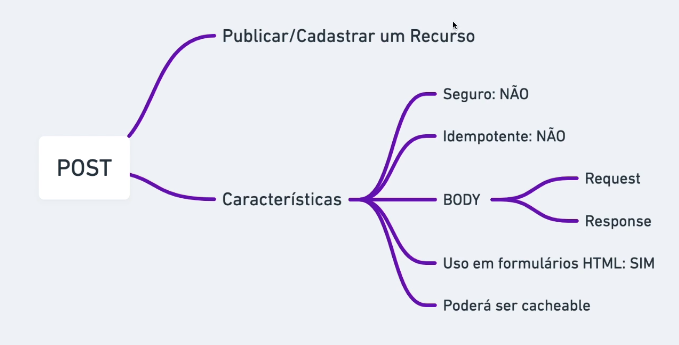 Publicar/Cadastrar um Recurso
POST
Características
Seguro: NÃO
Idempotente: NÃO
BODY
Request
Response
Uso em formulários HTML: SIM
Poderá ser cacheable